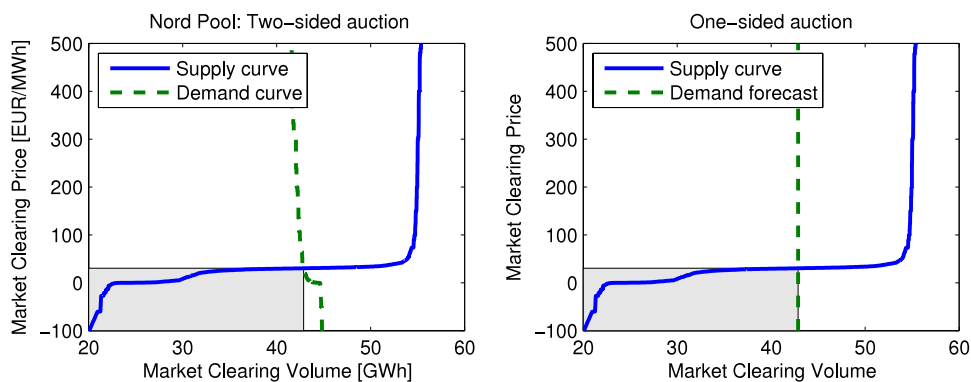 Nord Pool: Two-sided auction
Market Clearing Price [EUR/MWh]
500
400
300
200
100
0
−100
Supply curve
Demand curve
20
30
40
50
60
Market Clearing Volume [GWh]
One-sided auction
Market Clearing Price
500
400
300
200
100
0
−100
Supply curve
Demand forecast
20
30
40
50
60
Market Clearing Volume